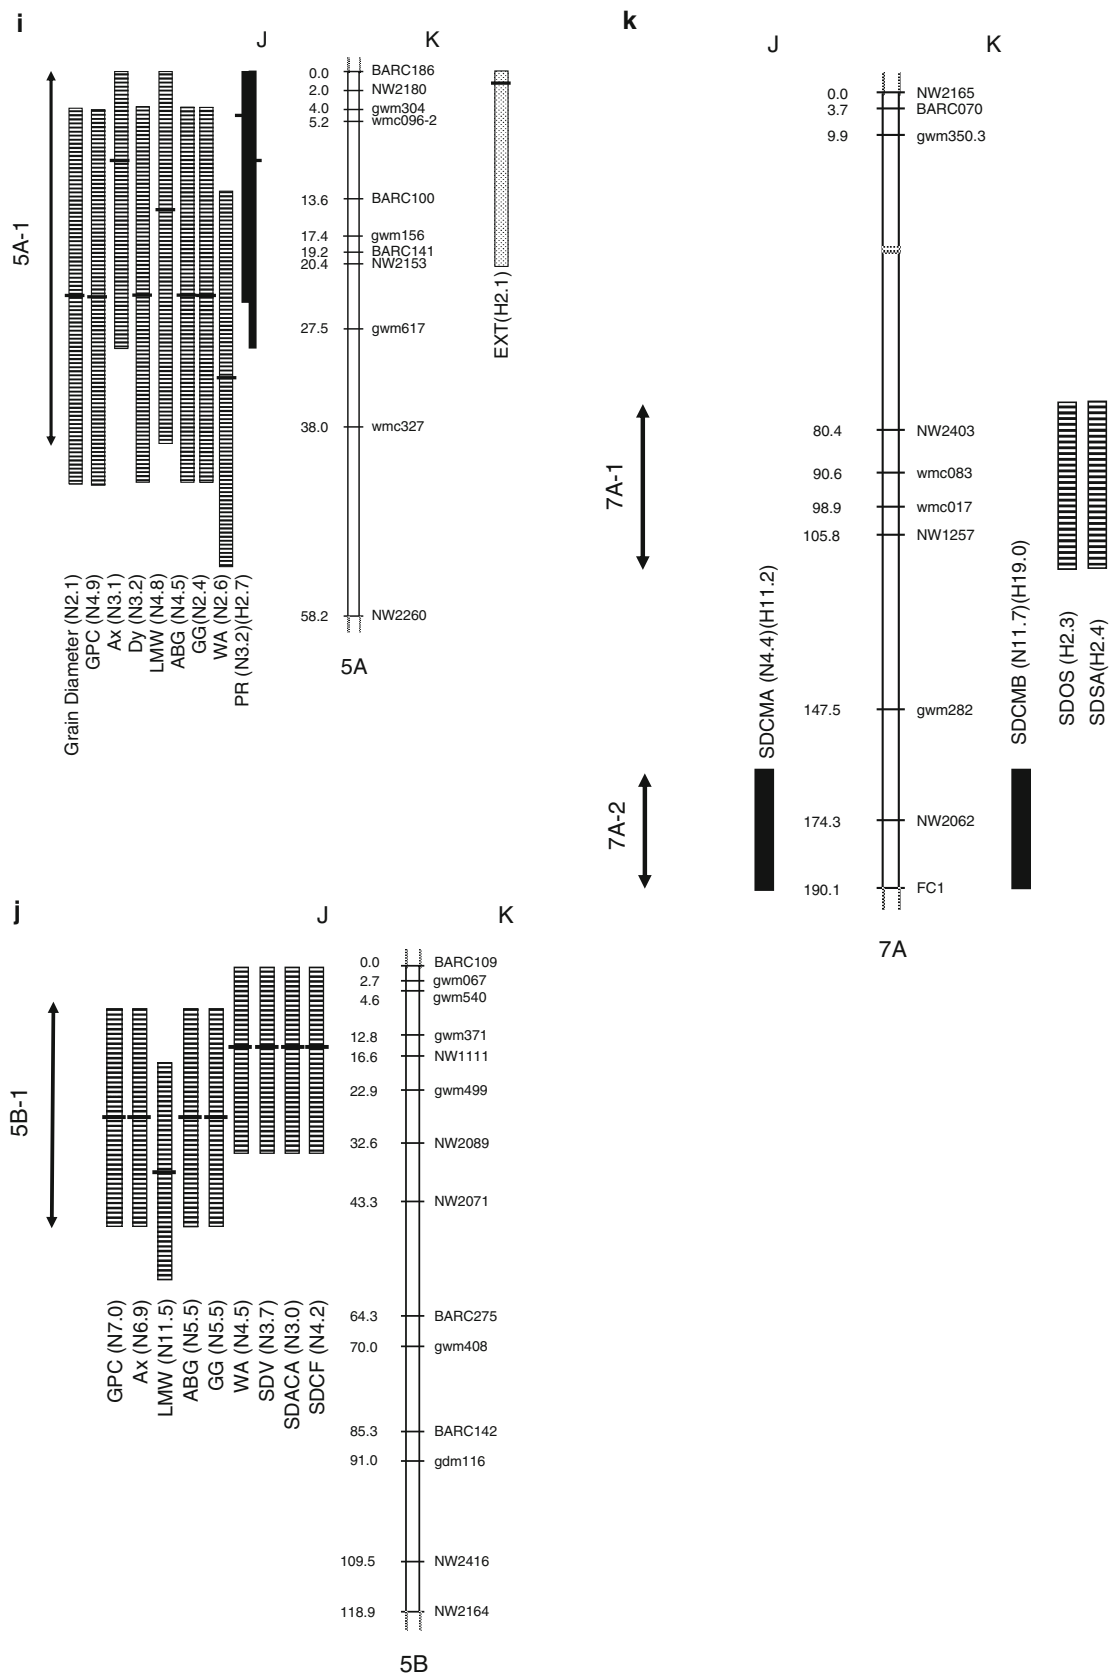 i
J
K
5A-1
0.0 BARC186
2.0 NW2180
4.0 gwm304
5.2 wmc096-2
13.6 BARC100
17.4 gwm156
19.2 BARC141
20.4 NW2153
27.5 gwm617
38.0 wmc327
58.2 NW2260
5A
EXT(H2.1)
Grain Diameter (N2.1)
GPC (N4.9)
Ax (N3.1)
Dy (N3.2)
LMW (N4.8)
ABG (N4.5)
GG (N2.4)
WA (N2.6)
PR (N3.2)(H2.7)
j
J
K
5B-1
0.0 BARC109
2.7 gwm067
4.6 gwm540
12.8 gwm371
16.6 NW1111
22.9 gwm499
32.6 NW2089
43.3 NW2071
64.3 BARC275
70.0 gwm408
85.3 BARC142
91.0 gdm116
109.5 NW2416
118.9 NW2164
5B
GPC (N7.0)
Ax (N6.9)
LMW (N11.5)
ABG (N5.5)
GG (N5.5)
WA (N4.5)
SDV (N3.7)
SDACA (N3.0)
SDCF (N4.2)
k
J
K
0.0 NW2165
3.7 BARC070
9.9 gwm350.3
80.4 NW2403
90.6 wmc083
98.9 wmc017
105.8 NW1257
147.5 gwm282
174.3 NW2062
190.1 FC1
7A
7A-1
7A-2
SDCMA (N4.4)(H11.2)
SDCMB (N11.7)(H19.0)
SDOS (H2.3)
SDSA(H2.4)